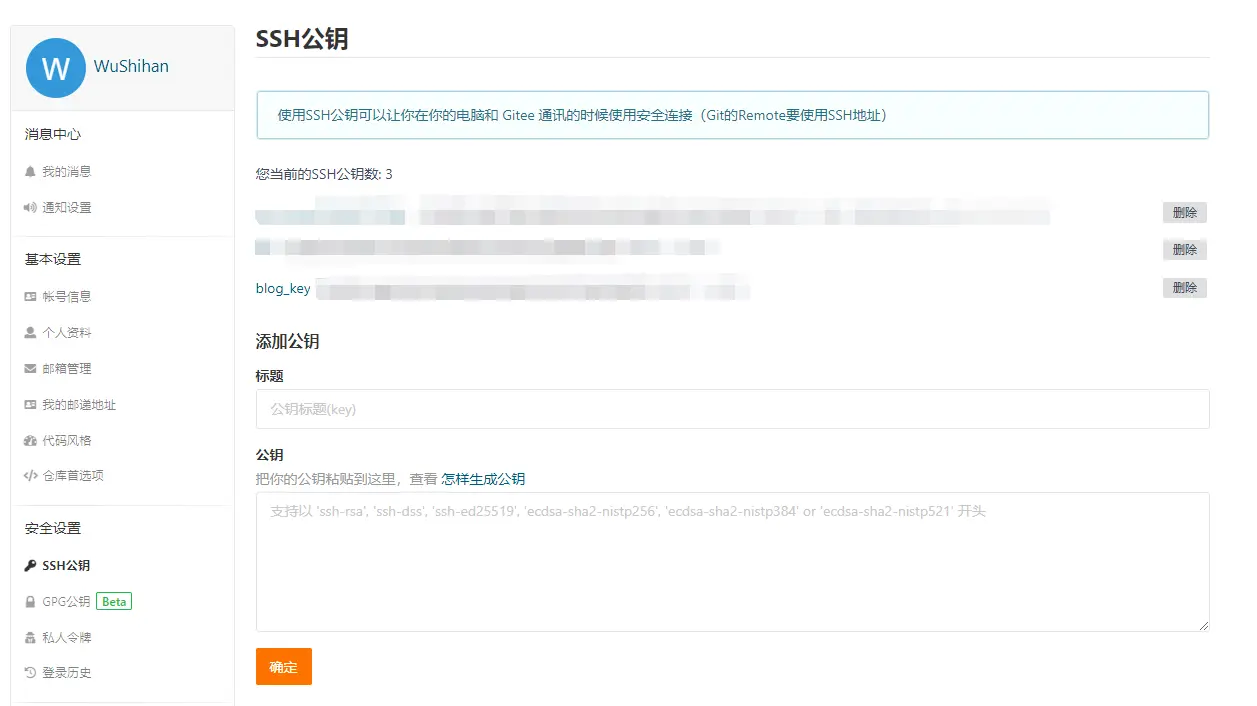 W
WuShihan
消息中心
我的消息
通知设置
基本设置
帐号信息
个人资料
邮箱管理
我的邮递地址
代码风格
仓库首选项
安全设置
SSH公钥
GPG公钥 Beta
私人令牌
登录历史
SSH公钥
使用SSH公钥可以让你在你的电脑和 Gitee 通讯的时候使用安全连接（Git的Remote要使用SSH地址）
您当前的SSH公钥数: 3
删除
删除
blog_key 删除
添加公钥
标题
公钥标题(key)
公钥
把你的公钥粘贴到这里，查看 怎样生成公钥
支持以 'ssh-rsa', 'ssh-dss', 'ssh-ed25519', 'ecdsa-sha2-nistp256', 'ecdsa-sha2-nistp384' or 'ecdsa-sha2-nistp521' 开头
确定